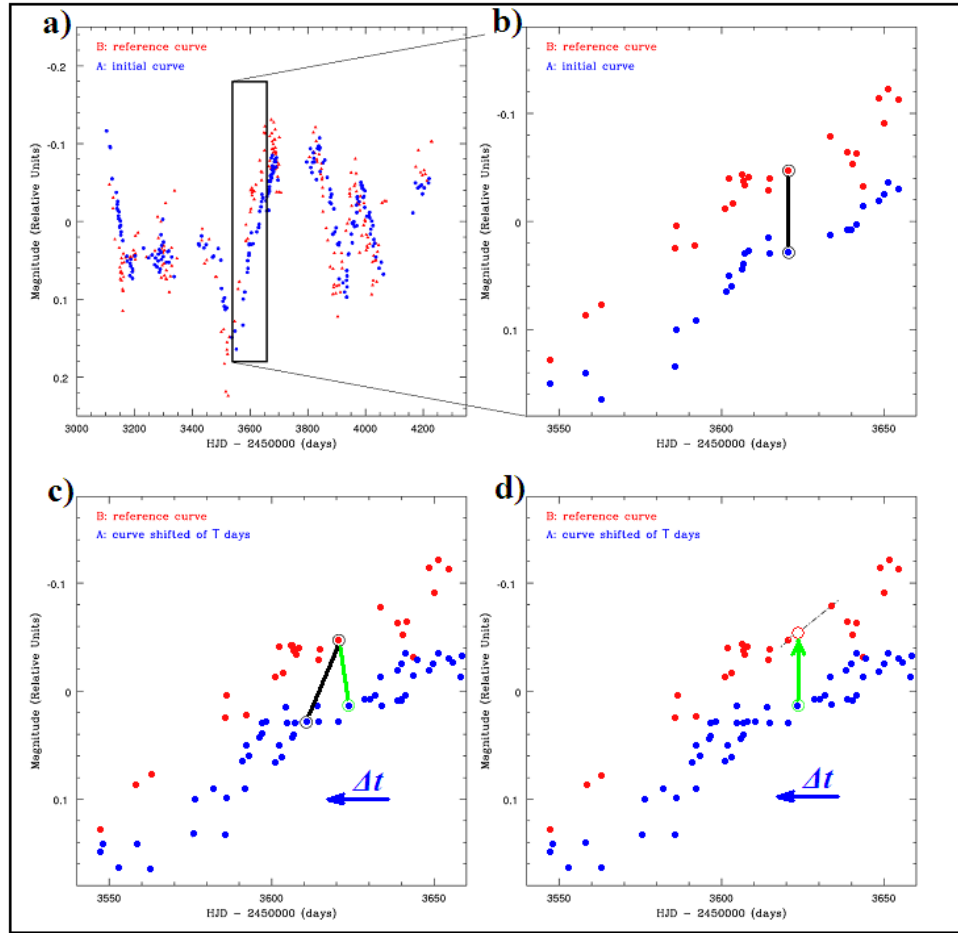 a)
B: reference curve
A: initial curve
-0.2
-0.1
0
0.1
0.2
Magnitude (Relative Units)
3000 3200 3400 3600 3800 4000 4200
HJD - 2450000 (days)
b)
B: reference curve
A: initial curve
-0.1
0
0.1
Magnitude (Relative Units)
3550 3600 3650
HJD - 2450000 (days)
c)
B: reference curve
A: curve shifted of T days
-0.1
0
0.1
Magnitude (Relative Units)
Δt
3550 3600 3650
HJD - 2450000 (days)
d)
B: reference curve
A: curve shifted of T days
-0.1
0
0.1
Magnitude (Relative Units)
Δt
3550 3600 3650
HJD - 2450000 (days)